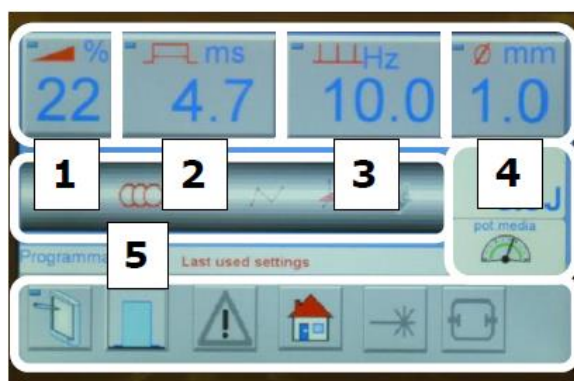 % ms Hz Ø mm
22 4.7 10.0 1.0
1 2 3 4
J
pot.media
5
Programma
Last used settings